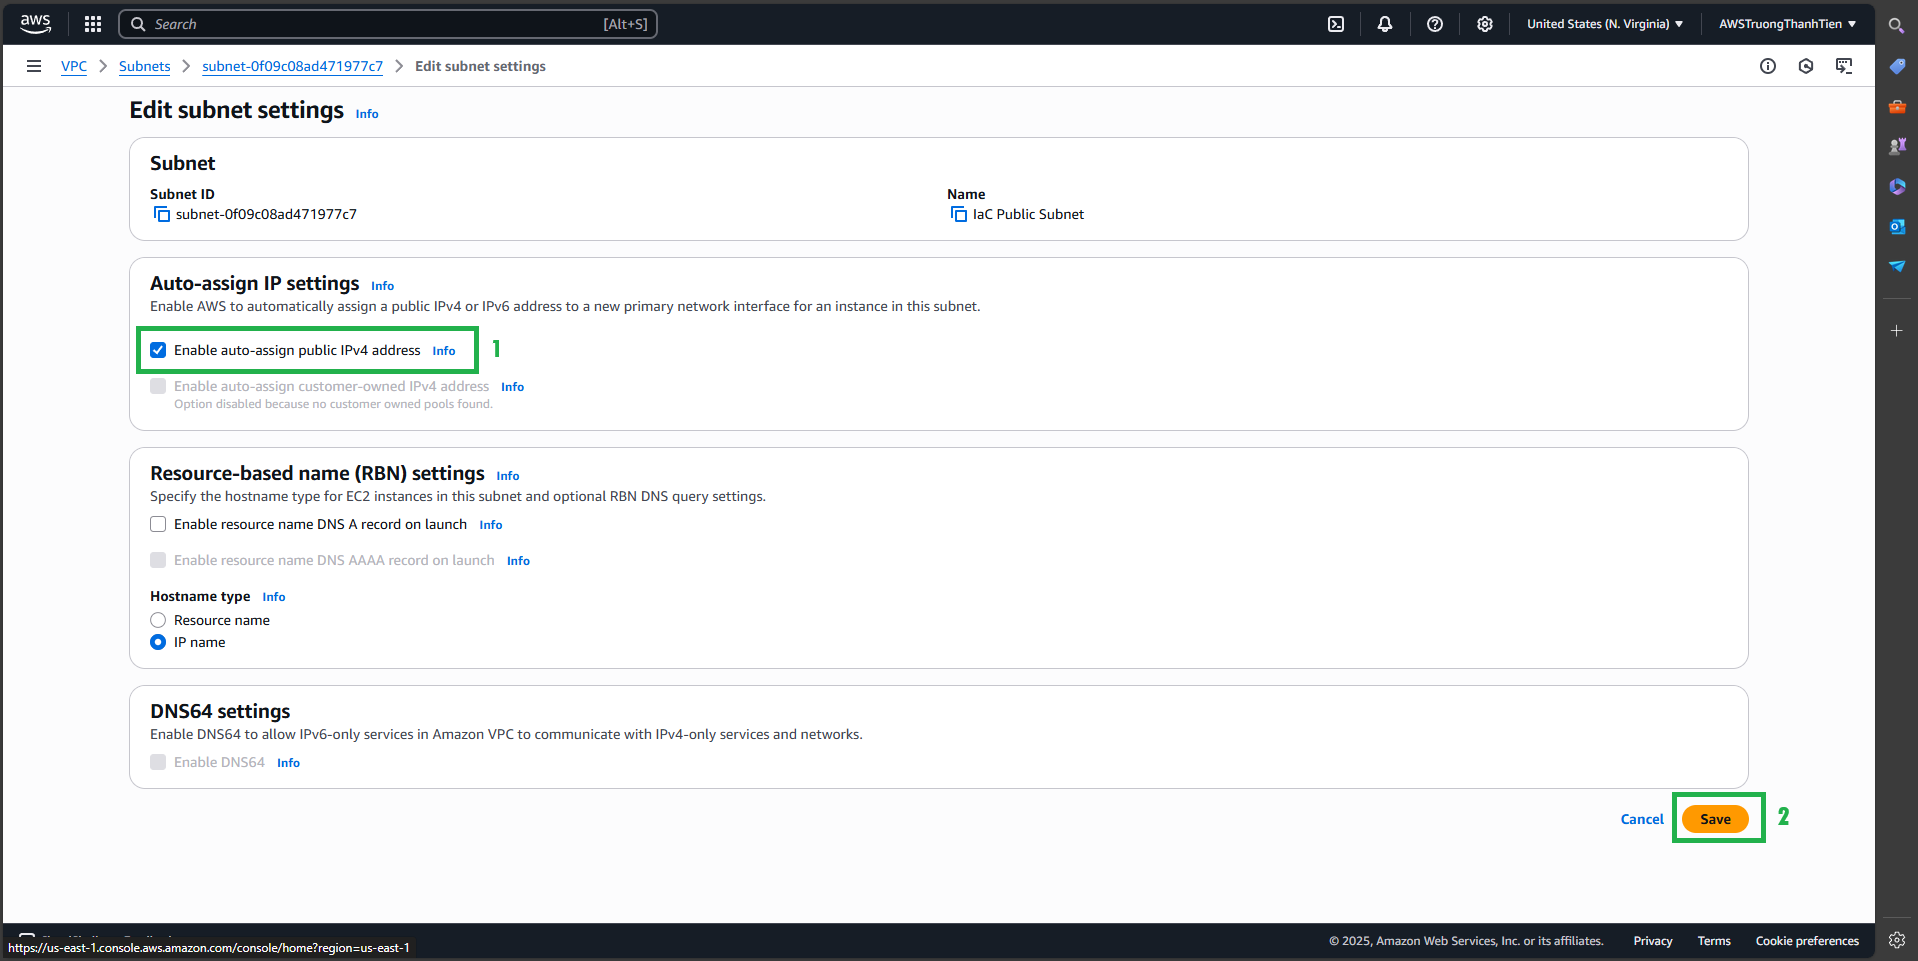 aws
Search [Alt+S] United States (N. Virginia) AWSTruongThanhTien
VPC Subnets subnet-0f09c08ad471977c7 Edit subnet settings
Edit subnet settings Info
Subnet
Subnet ID Name
subnet-0f09c08ad471977c7 IaC Public Subnet
Auto-assign IP settings Info
Enable AWS to automatically assign a public IPv4 or IPv6 address to a new primary network interface for an instance in this subnet.
Enable auto-assign public IPv4 address Info 1
Enable auto-assign customer-owned IPv4 address Info
Option disabled because no customer owned pools found.
Resource-based name (RBN) settings Info
Specify the hostname type for EC2 instances in this subnet and optional RBN DNS query settings.
Enable resource name DNS A record on launch Info
Enable resource name DNS AAAA record on launch Info
Hostname type Info
Resource name
IP name
DNS64 settings
Enable DNS64 to allow IPv6-only services in Amazon VPC to communicate with IPv4-only services and networks.
Enable DNS64 Info
Cancel Save 2
https://us-east-1.console.aws.amazon.com/console/home?region=us-east-1
© 2025, Amazon Web Services, Inc. or its affiliates. Privacy Terms Cookie preferences